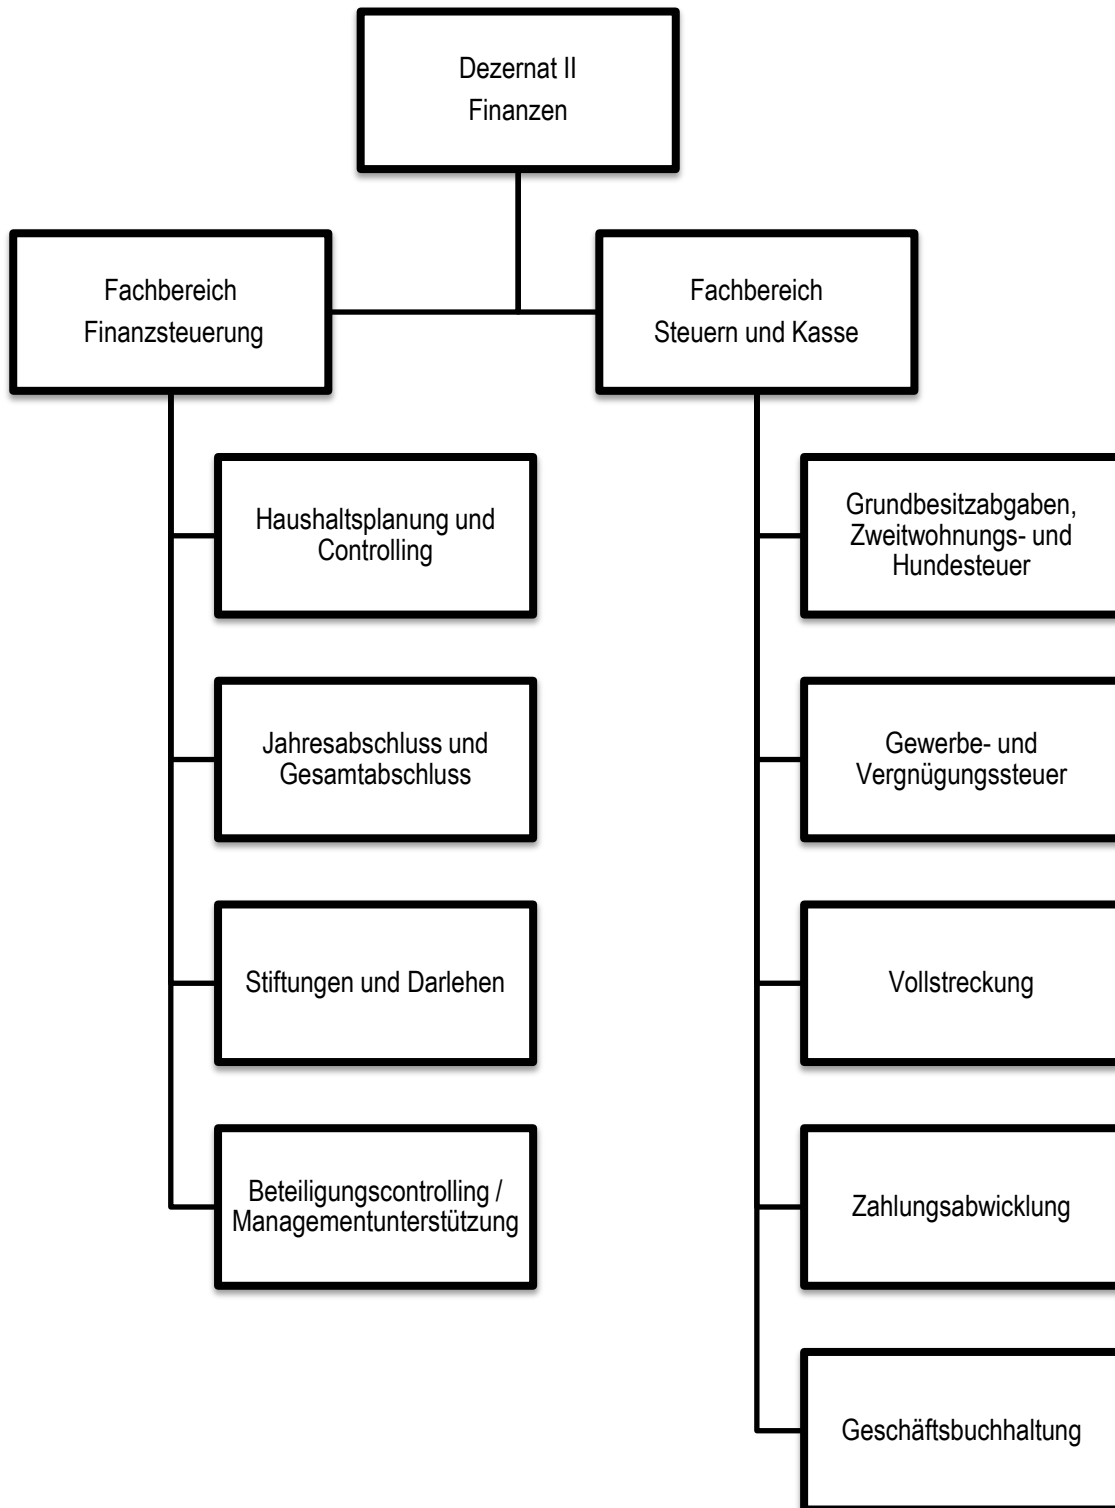 Dezernat II
Finanzen
Fachbereich
Finanzsteuerung
Fachbereich
Steuern und Kasse
Haushaltsplanung und
Controlling
Jahresabschluss und
Gesamtabschluss
Stiftungen und Darlehen
Beteiligungscontrolling /
Managementunterstützung
Grundbesitzabgaben,
Zweitwohnungs- und
Hundesteuer
Gewerbe- und
Vergnügungssteuer
Vollstreckung
Zahlungsabwicklung
Geschäftsbuchhaltung